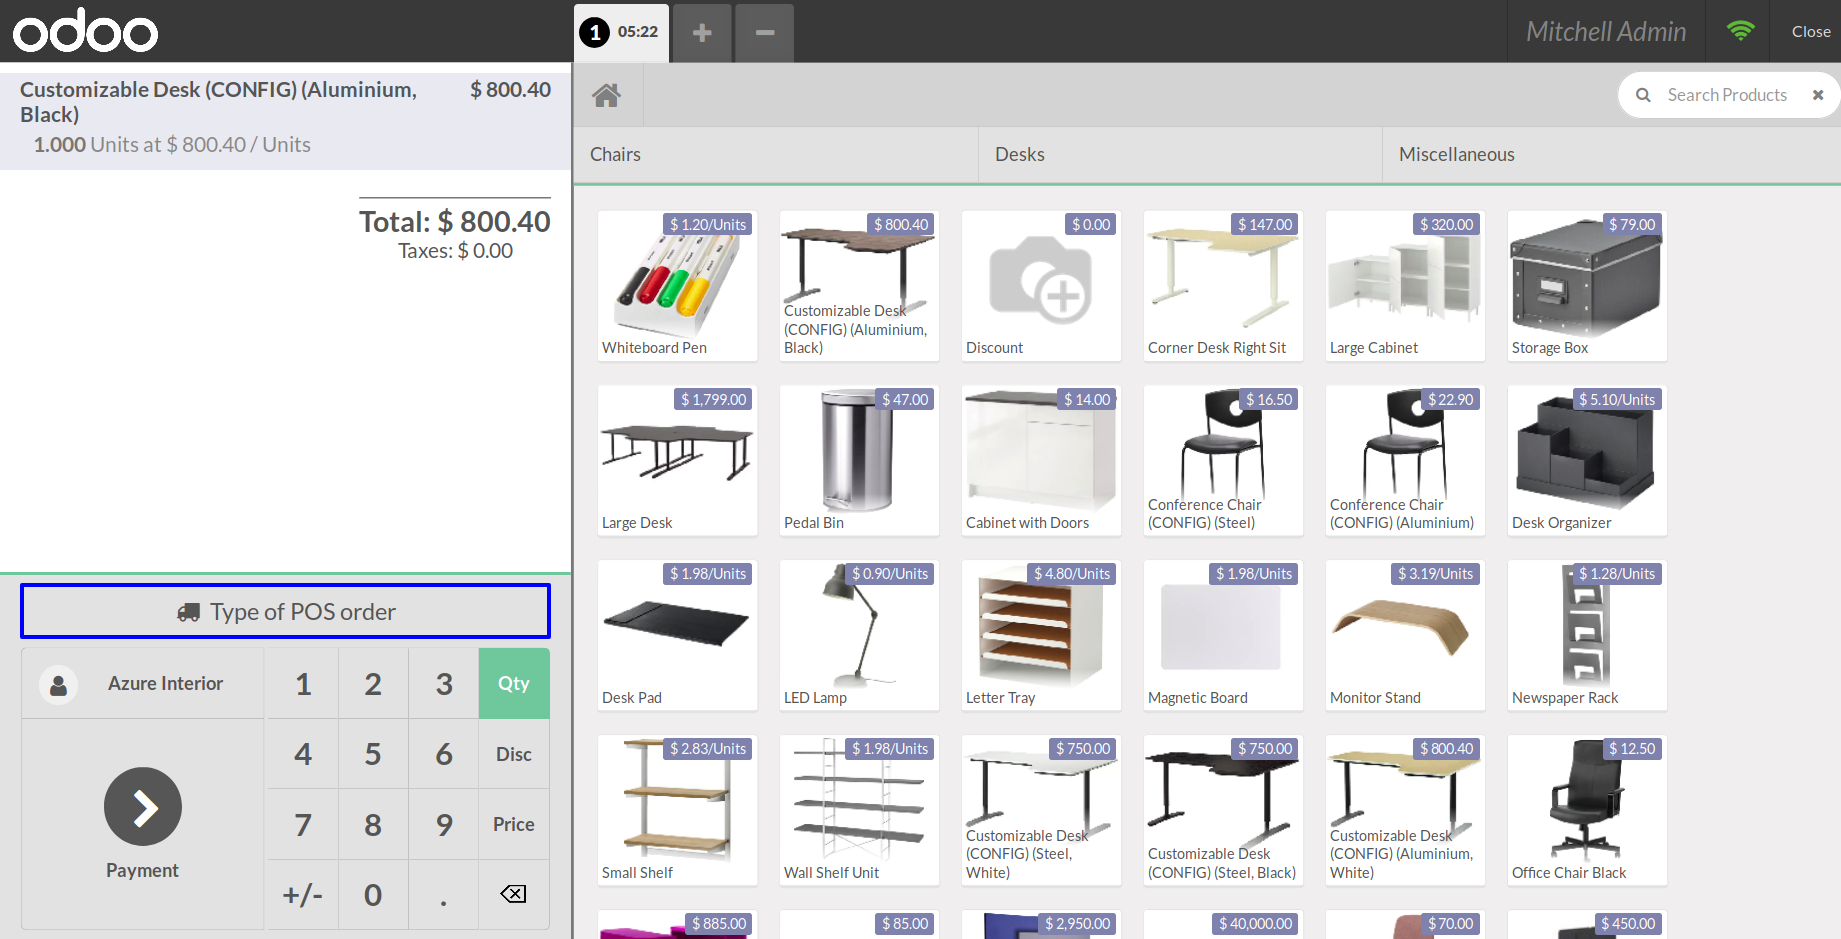 odoo
1 05:22
Mitchell Admin
Close
Customizable Desk (CONFIG) (Aluminium, Black) $ 800.40
1.000 Units at $ 800.40 / Units
Total: $ 800.40
Taxes: $ 0.00
Type of POS order
Azure Interior
1 2 3 Qty
4 5 6 Disc
7 8 9 Price
+/- 0 .
Payment
Search Products
Chairs
Desks
Miscellaneous
$ 1.20/Units
Whiteboard Pen
$ 800.40
Customizable Desk
(CONFIG) (Aluminium,
Black)
$ 0.00
Discount
$ 147.00
Corner Desk Right Sit
$ 320.00
Large Cabinet
$ 79.00
Storage Box
$ 1,799.00
Large Desk
$ 47.00
Pedal Bin
$ 14.00
Cabinet with Doors
$ 16.50
Conference Chair
(CONFIG) (Steel)
$ 22.90
Conference Chair
(CONFIG) (Aluminium)
$ 5.10/Units
Desk Organizer
$ 1.98/Units
Desk Pad
$ 0.90/Units
LED Lamp
$ 4.80/Units
Letter Tray
$ 1.98/Units
Magnetic Board
$ 3.19/Units
Monitor Stand
$ 1.28/Units
Newspaper Rack
$ 2.83/Units
Small Shelf
$ 1.98/Units
Wall Shelf Unit
$ 750.00
Customizable Desk
(CONFIG) (Steel,
White)
$ 750.00
Customizable Desk
(CONFIG) (Steel, Black)
$ 800.40
Customizable Desk
(CONFIG) (Aluminium,
White)
$ 12.50
Office Chair Black
$ 885.00
$ 85.00
$ 2,950.00
$ 40,000.00
$ 70.00
$ 450.00